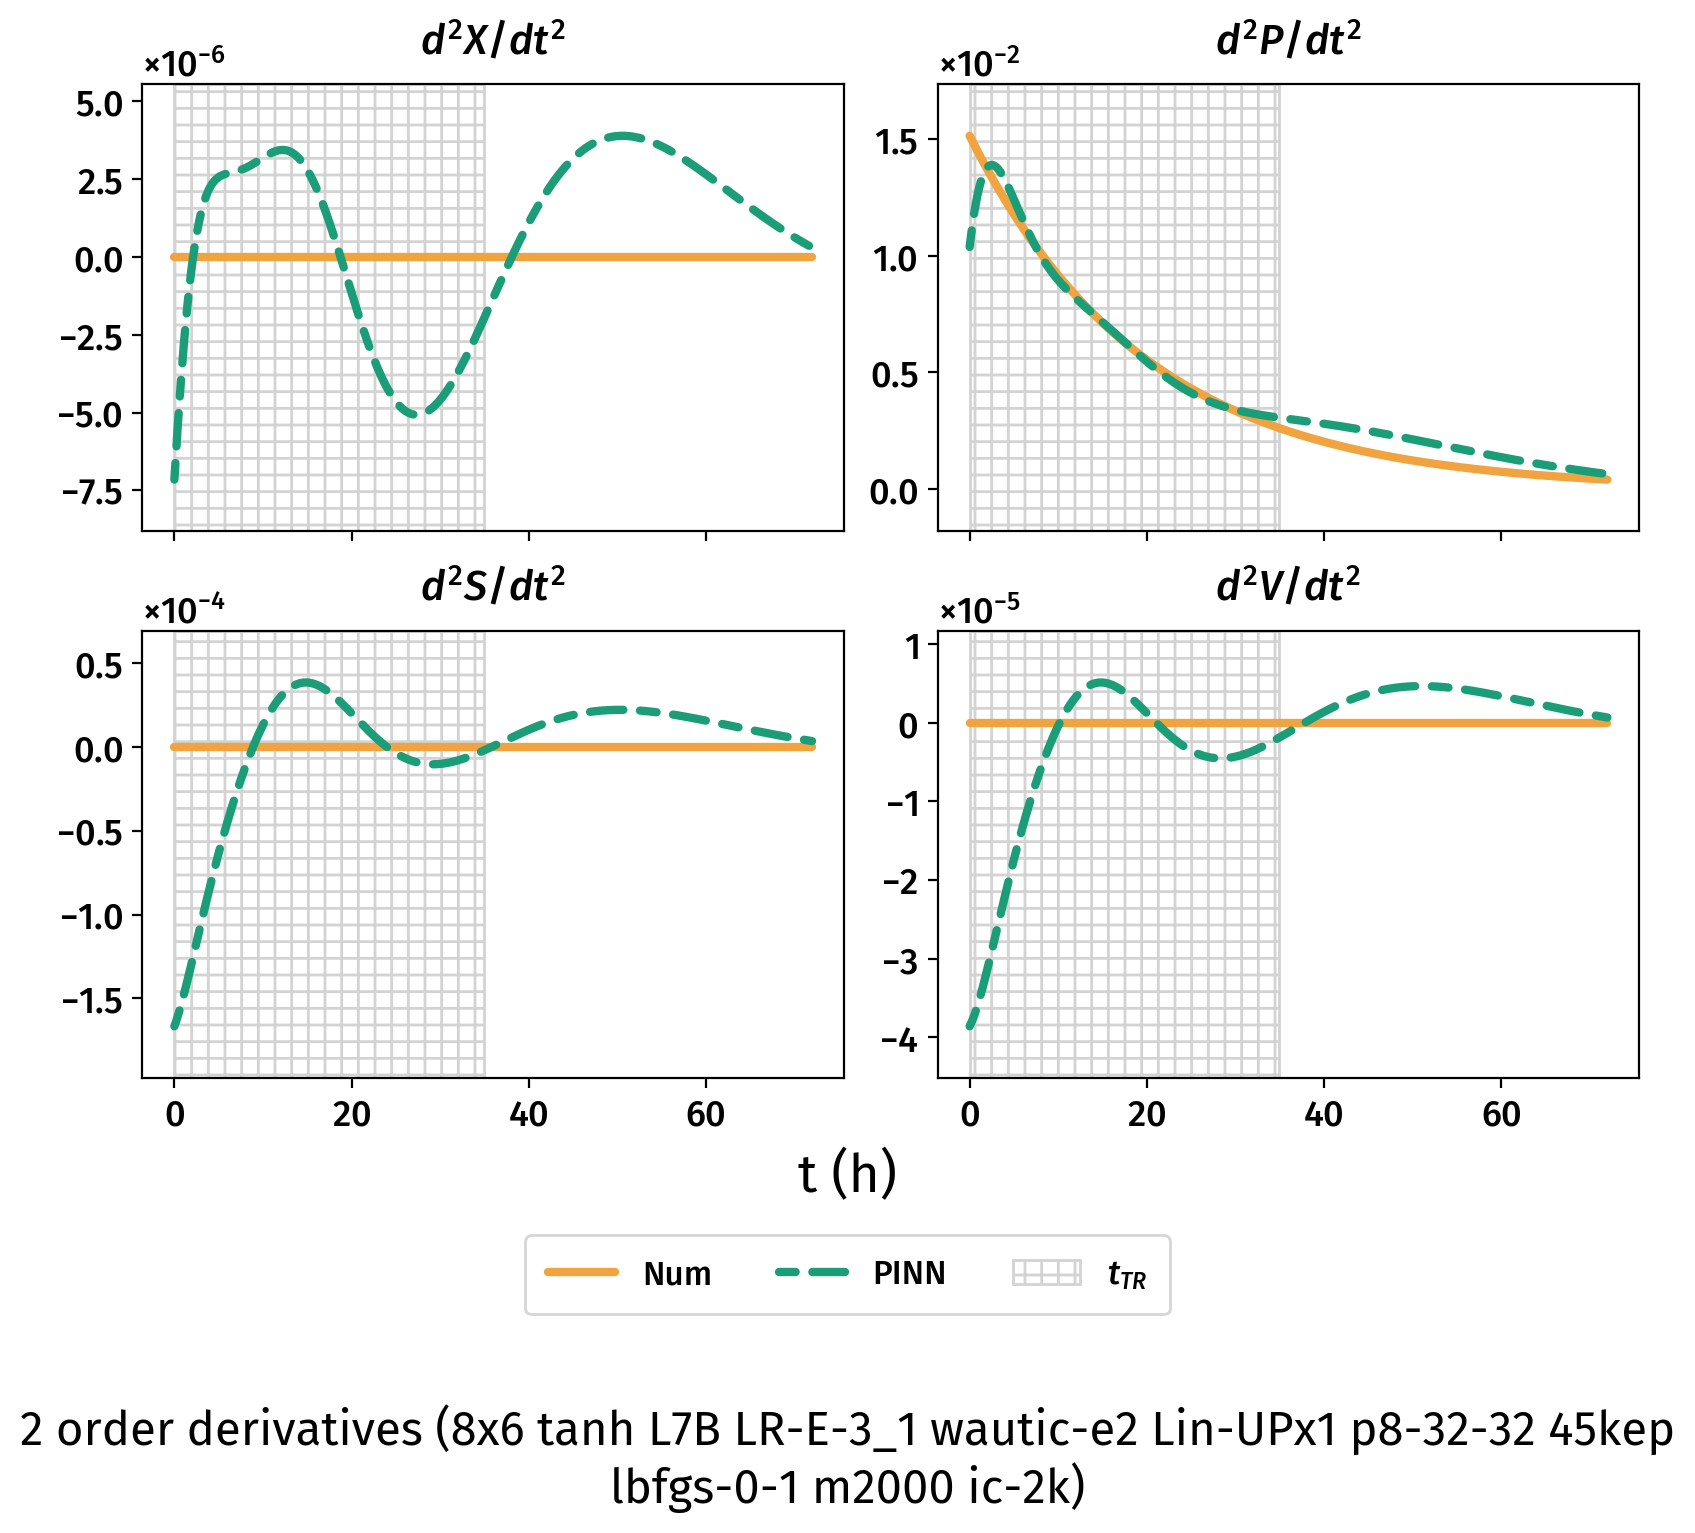 d²X/dt²
×10⁻⁶
5.0
2.5
0.0
−2.5
−5.0
−7.5
d²P/dt²
×10⁻²
1.5
1.0
0.5
0.0
d²S/dt²
×10⁻⁴
0.5
0.0
−0.5
−1.0
−1.5
0 20 40 60
d²V/dt²
×10⁻⁵
1
0
−1
−2
−3
−4
0 20 40 60
t (h)
Num PINN t_TR
2 order derivatives (8x6 tanh L7B LR-E-3_1 wautic-e2 Lin-UPx1 p8-32-32 45kep
lbfgs-0-1 m2000 ic-2k)